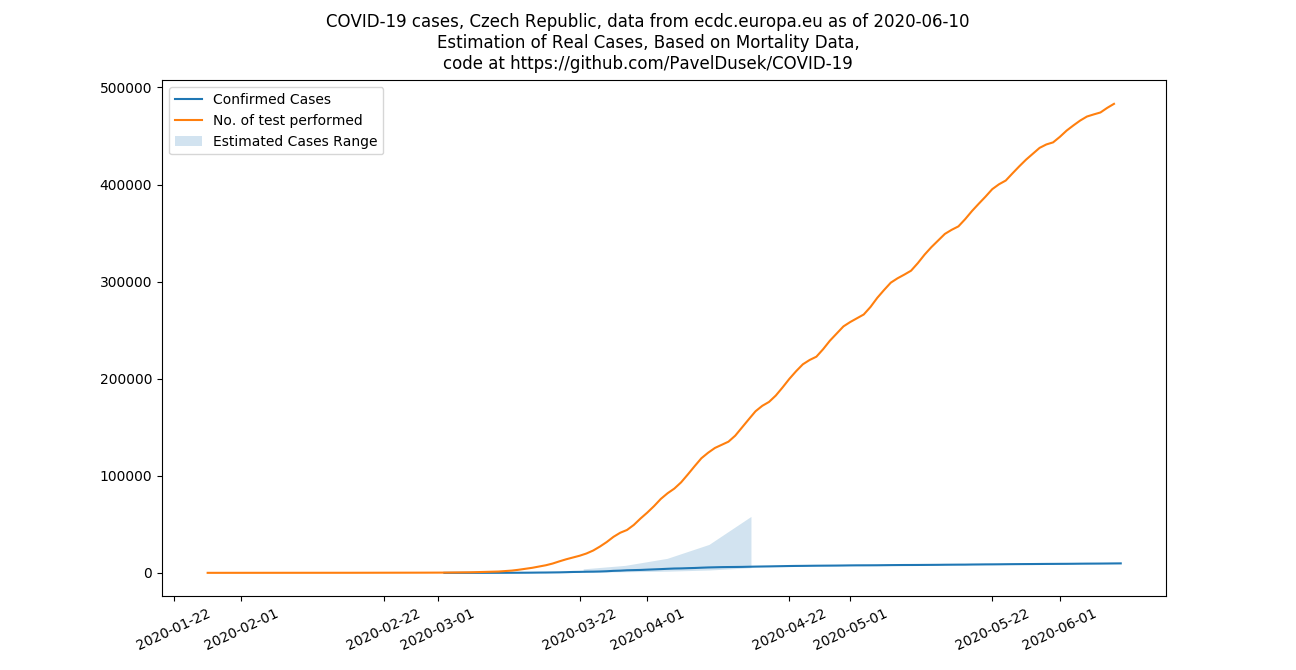 COVID-19 cases, Czech Republic, data from ecdc.europa.eu as of 2020-06-10
Estimation of Real Cases, Based on Mortality Data,
code at https://github.com/PavelDusek/COVID-19
Confirmed Cases
No. of test performed
Estimated Cases Range
500000
400000
300000
200000
100000
0
2020-01-22
2020-02-01
2020-02-22
2020-03-01
2020-03-22
2020-04-01
2020-04-22
2020-05-01
2020-05-22
2020-06-01